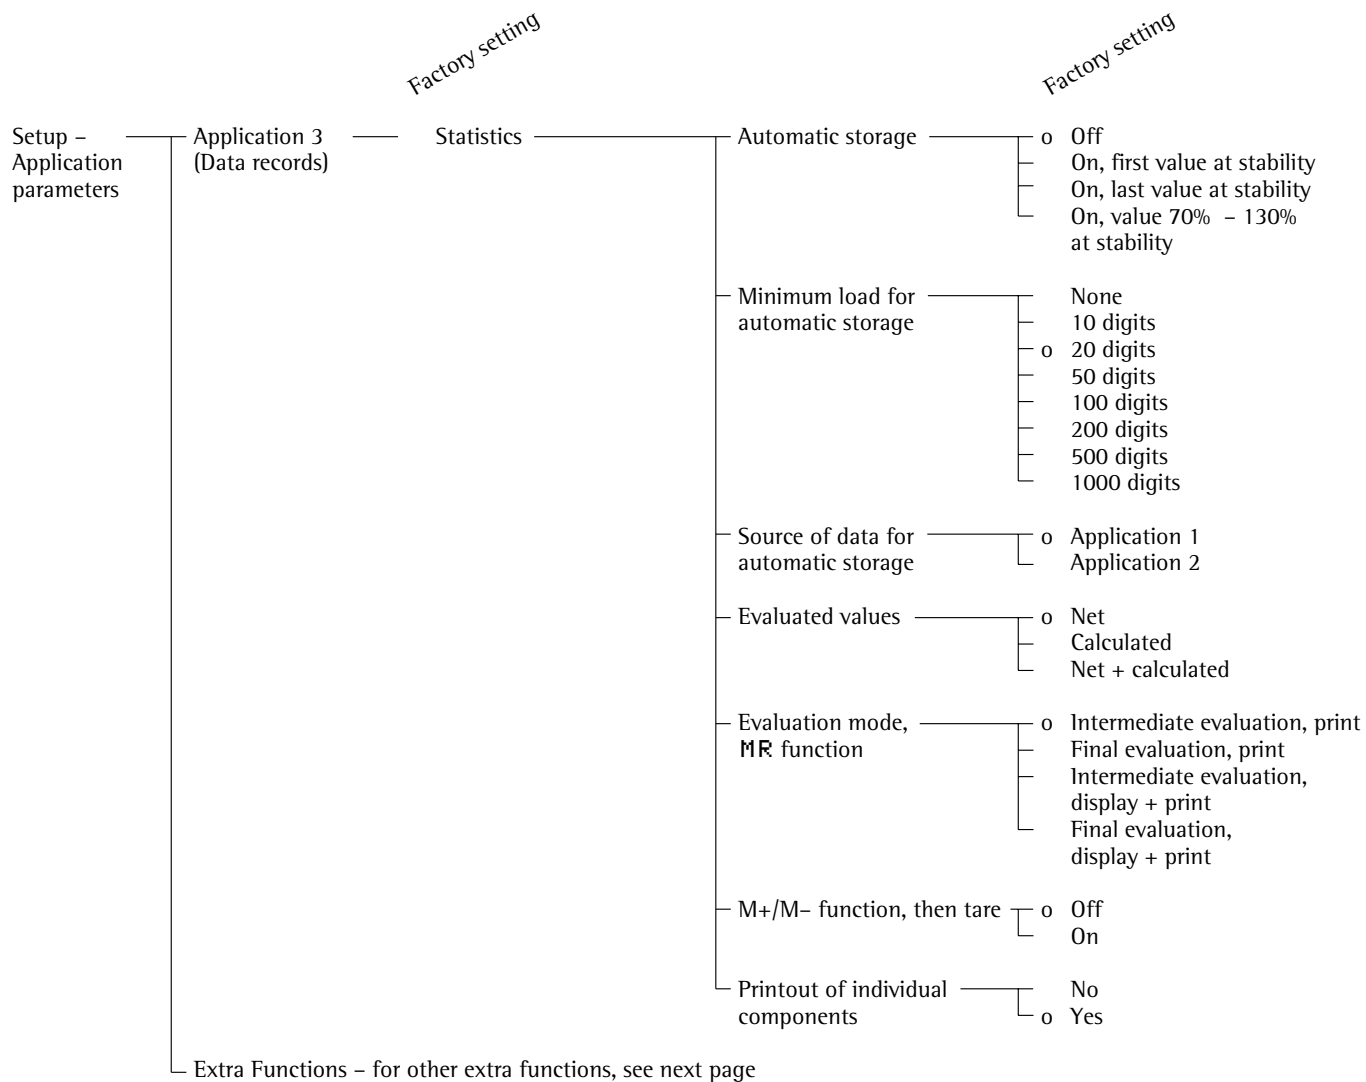 Factory setting
Factory setting
Setup –
Application
parameters
Application 3
(Data records)
Statistics
Automatic storage
o Off
On, first value at stability
On, last value at stability
On, value 70% – 130%
at stability
Minimum load for
automatic storage
None
10 digits
o 20 digits
50 digits
100 digits
200 digits
500 digits
1000 digits
Source of data for
automatic storage
o Application 1
Application 2
Evaluated values
o Net
Calculated
Net + calculated
Evaluation mode,
MR function
o Intermediate evaluation, print
Final evaluation, print
Intermediate evaluation,
display + print
Final evaluation,
display + print
M+/M– function, then tare
o Off
On
Printout of individual
components
No
o Yes
Extra Functions – for other extra functions, see next page